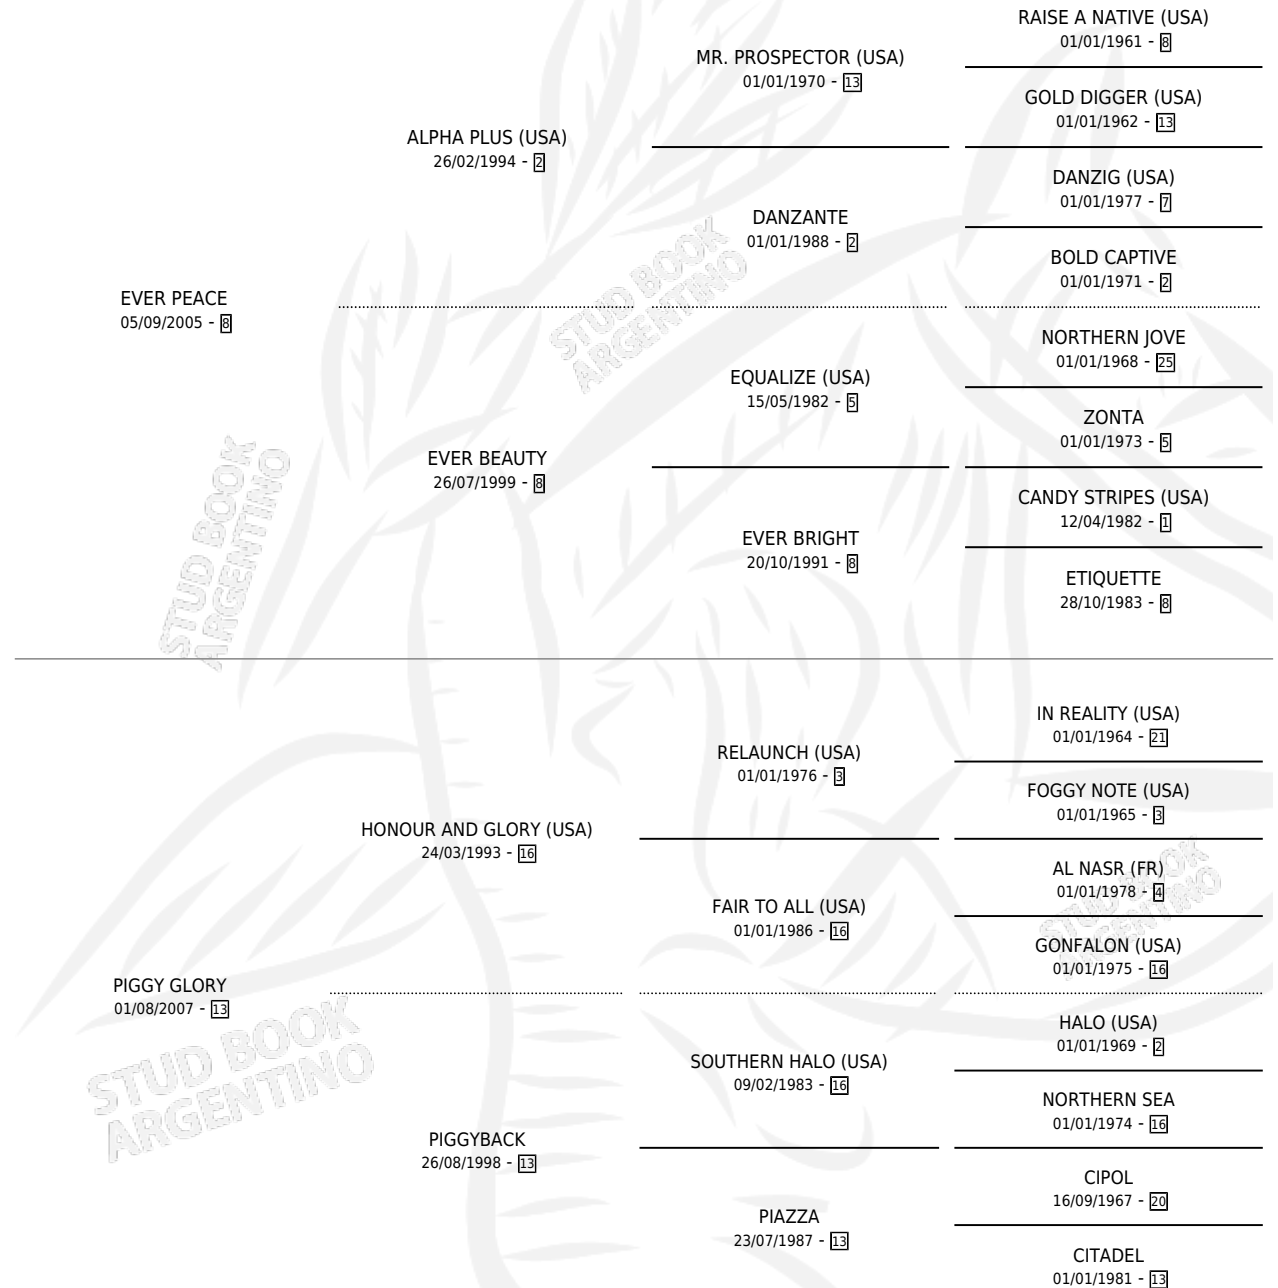 RAISE A NATIVE (USA)
01/01/1961 - 8
MR. PROSPECTOR (USA)
01/01/1970 - 13
GOLD DIGGER (USA)
01/01/1962 - 13
ALPHA PLUS (USA)
26/02/1994 - 2
DANZIG (USA)
01/01/1977 - 7
DANZANTE
01/01/1988 - 2
BOLD CAPTIVE
01/01/1971 - 2
EVER PEACE
05/09/2005 - 8
NORTHERN JOVE
01/01/1968 - 25
EQUALIZE (USA)
15/05/1982 - 5
ZONTA
01/01/1973 - 5
EVER BEAUTY
26/07/1999 - 8
CANDY STRIPES (USA)
12/04/1982 - 1
EVER BRIGHT
20/10/1991 - 8
ETIQUETTE
28/10/1983 - 8
STUD BOOK
ARGENTINO
STUD BOOK
ARGENTINO
IN REALITY (USA)
01/01/1964 - 21
RELAUNCH (USA)
01/01/1976 - 3
FOGGY NOTE (USA)
01/01/1965 - 3
HONOUR AND GLORY (USA)
24/03/1993 - 16
AL NASR (FR)
01/01/1978 - 4
FAIR TO ALL (USA)
01/01/1986 - 16
GONFALON (USA)
01/01/1975 - 16
STUD BOOK
ARGENTINO
PIGGY GLORY
01/08/2007 - 13
HALO (USA)
01/01/1969 - 2
SOUTHERN HALO (USA)
09/02/1983 - 16
NORTHERN SEA
01/01/1974 - 16
STUD BOOK
ARGENTINO
PIGGYBACK
26/08/1998 - 13
CIPOL
16/09/1967 - 20
PIAZZA
23/07/1987 - 13
CITADEL
01/01/1981 - 13